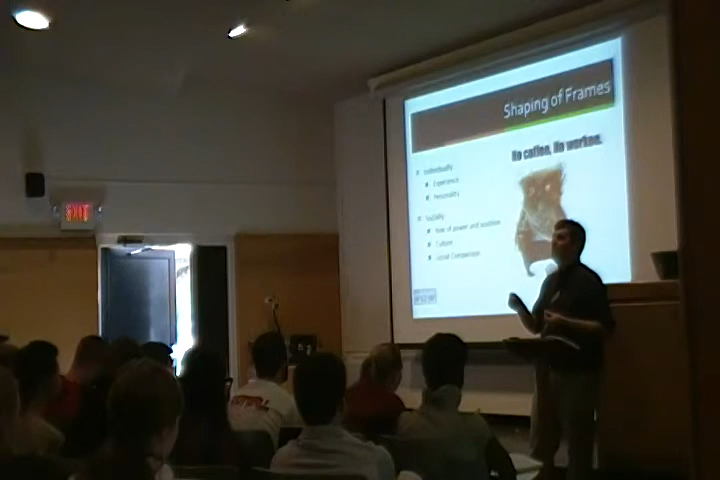 EXIT
Shaping of Frames
No coffee, No workee.
Individually
Experience
Personality
Socially
Role of power and position
Culture
Social Comparison